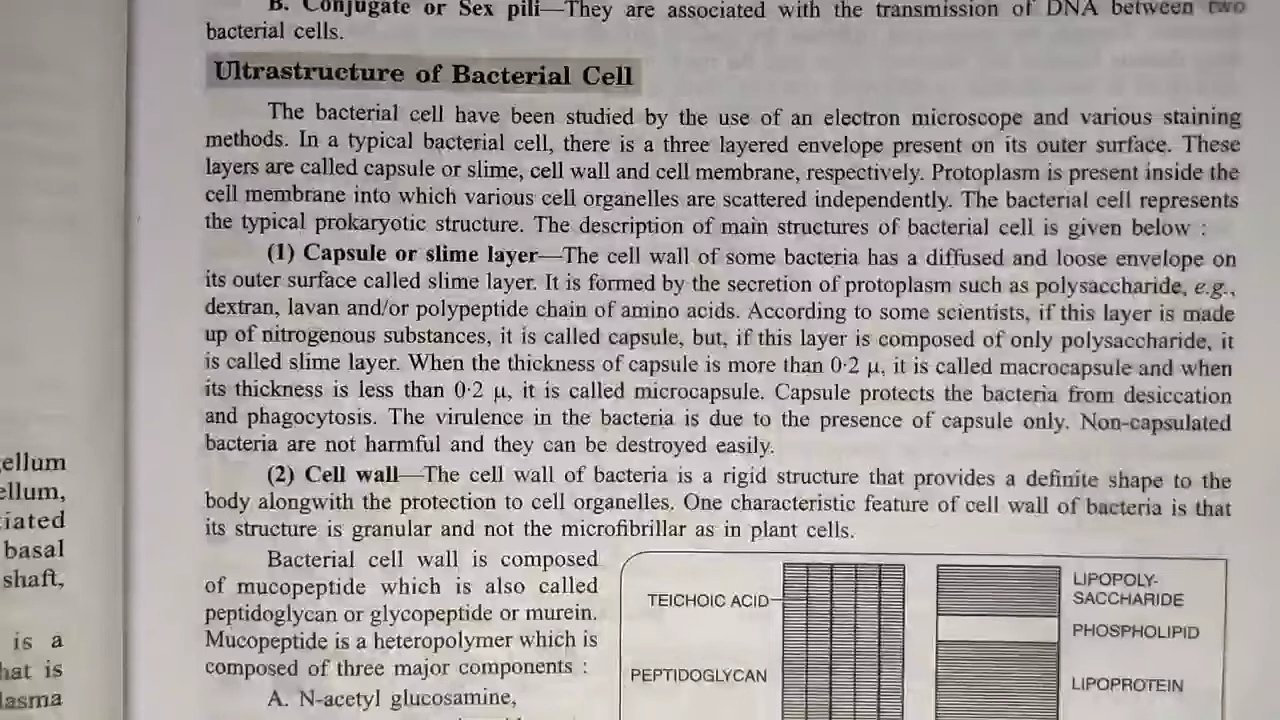 B. Conjugate or Sex pili—They are associated with the transmission of DNA between two
bacterial cells.
Ultrastructure of Bacterial Cell
The bacterial cell have been studied by the use of an electron microscope and various staining
methods. In a typical bacterial cell, there is a three layered envelope present on its outer surface. These
layers are called capsule or slime, cell wall and cell membrane, respectively. Protoplasm is present inside the
cell membrane into which various cell organelles are scattered independently. The bacterial cell represents
the typical prokaryotic structure. The description of main structures of bacterial cell is given below :
(1) Capsule or slime layer—The cell wall of some bacteria has a diffused and loose envelope on
its outer surface called slime layer. It is formed by the secretion of protoplasm such as polysaccharide, e.g.,
dextran, lavan and/or polypeptide chain of amino acids. According to some scientists, if this layer is made
up of nitrogenous substances, it is called capsule, but, if this layer is composed of only polysaccharide, it
is called slime layer. When the thickness of capsule is more than 0·2 μ, it is called macrocapsule and when
its thickness is less than 0·2 μ, it is called microcapsule. Capsule protects the bacteria from desiccation
and phagocytosis. The virulence in the bacteria is due to the presence of capsule only. Non-capsulated
bacteria are not harmful and they can be destroyed easily.
(2) Cell wall—The cell wall of bacteria is a rigid structure that provides a definite shape to the
body alongwith the protection to cell organelles. One characteristic feature of cell wall of bacteria is that
its structure is granular and not the microfibrillar as in plant cells.
Bacterial cell wall is composed
of mucopeptide which is also called
peptidoglycan or glycopeptide or murein.
Mucopeptide is a heteropolymer which is
composed of three major components :
A. N-acetyl glucosamine,
TEICHOIC ACID
PEPTIDOGLYCAN
LIPOPOLY-
SACCHARIDE
PHOSPHOLIPID
LIPOPROTEIN
ellum
ellum,
iated
basal
shaft,
is a
hat is
lasma